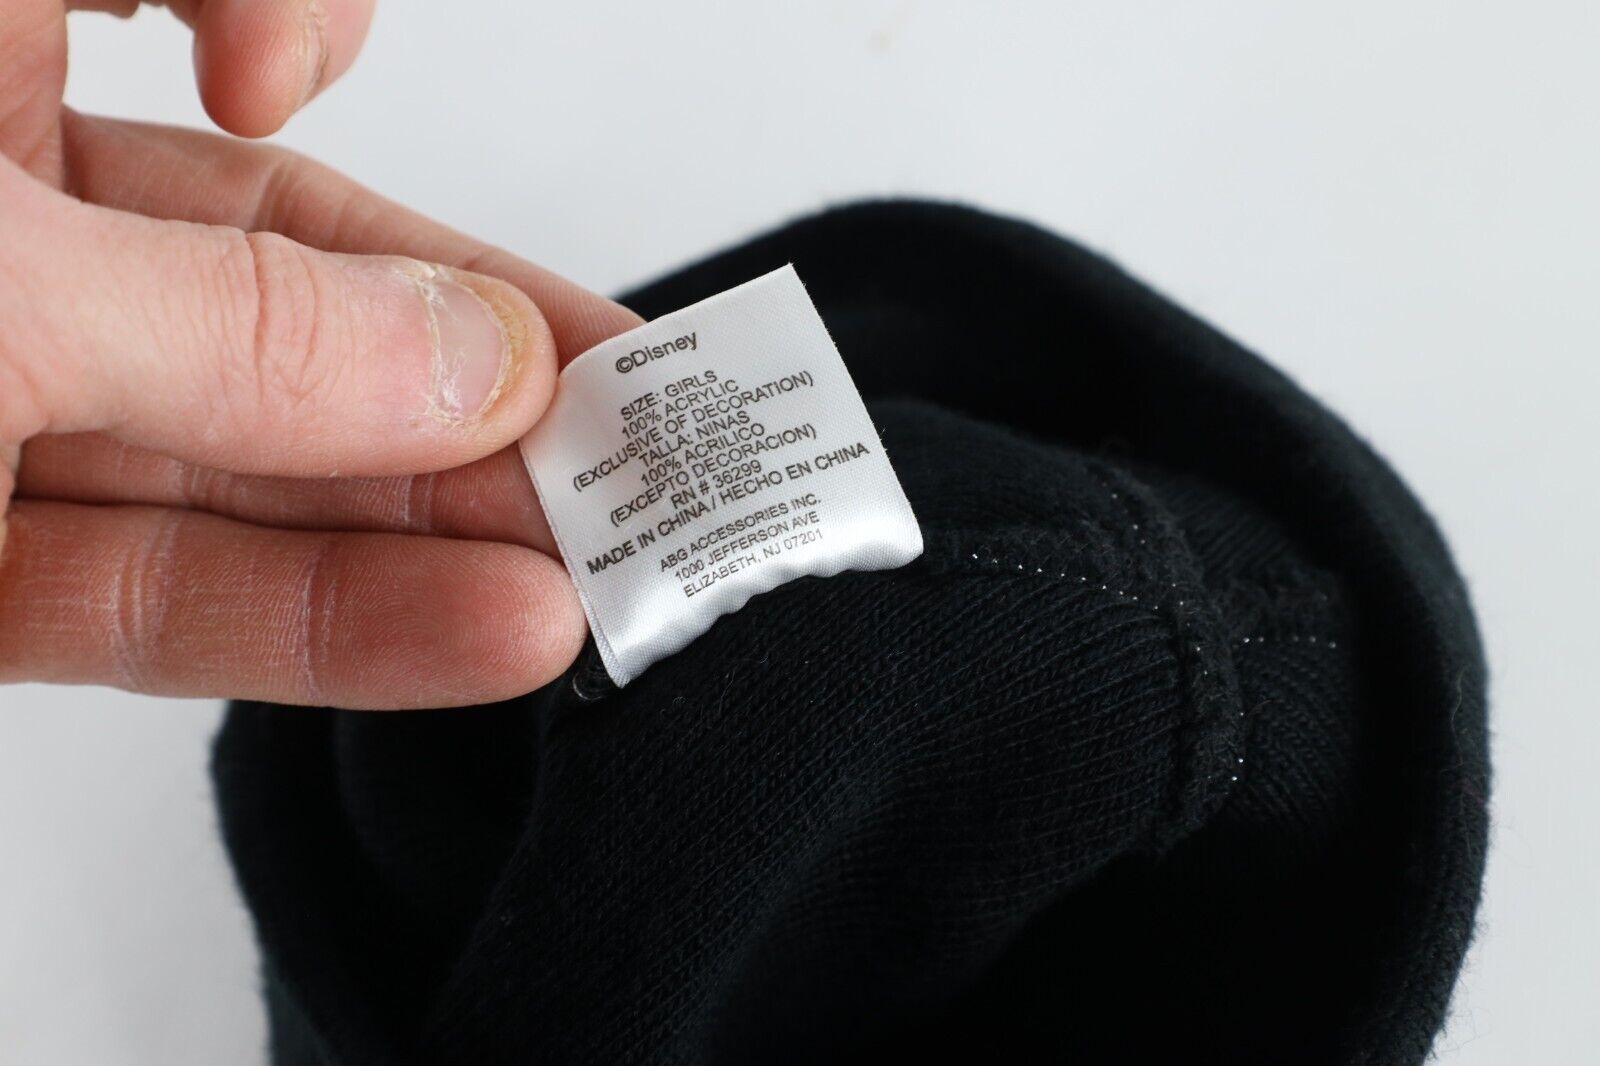 ©Disney
SIZE: GIRLS
100% ACRYLIC
(EXCLUSIVE OF DECORATION)
TALLA: NINAS
100% ACRILICO
(EXCEPTO DECORACION)
RN # 36299
MADE IN CHINA / HECHO EN CHINA
ABG ACCESSORIES INC.
1000 JEFFERSON AVE
ELIZABETH, NJ 07201